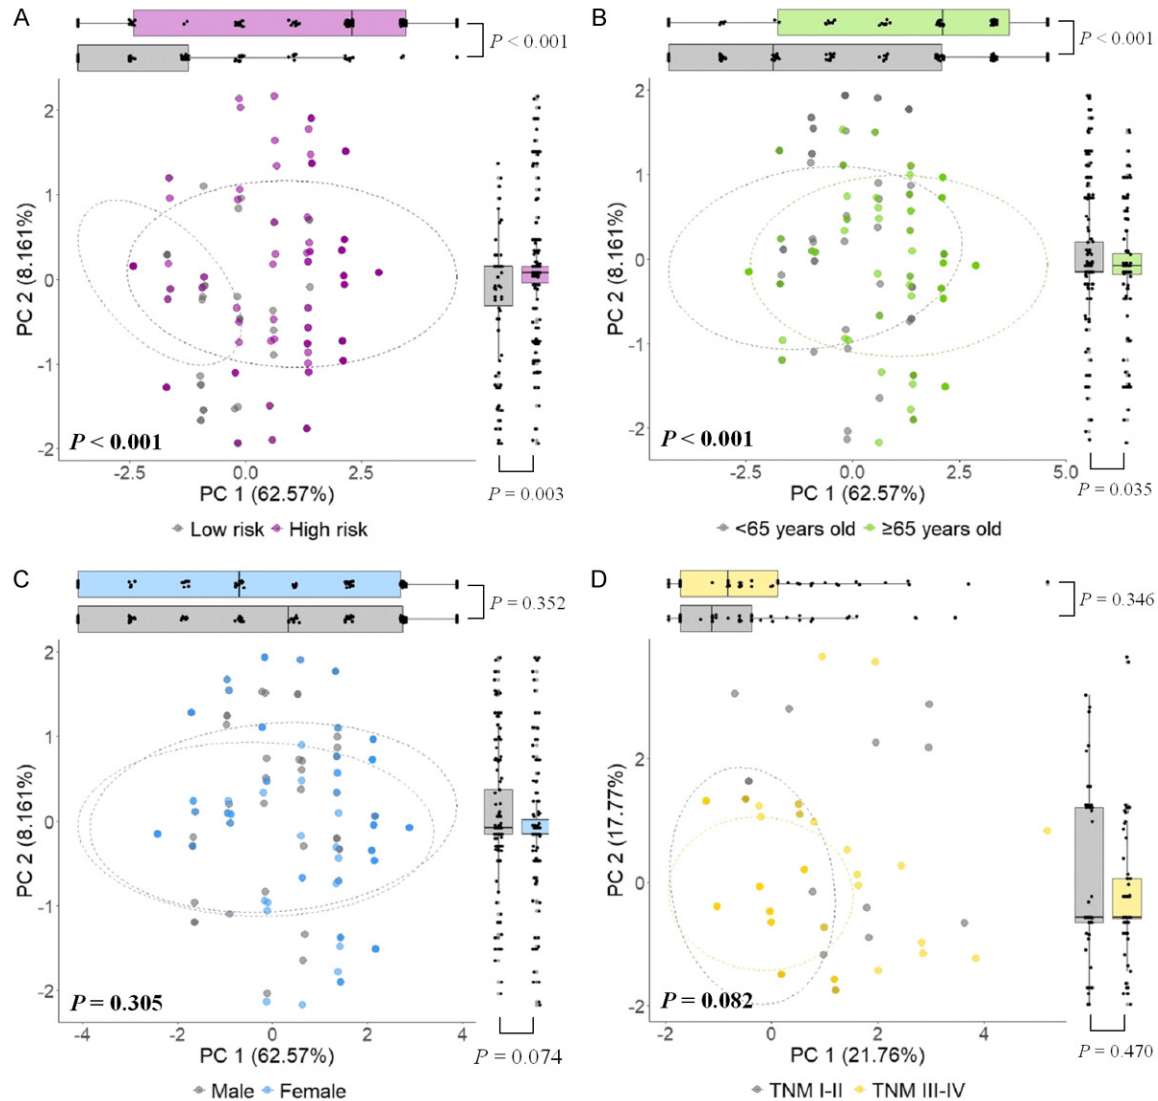 A
P < 0.001
PC 2 (8.161%)
2
1
0
-1
-2
P < 0.001
-2.5
0.0
2.5
PC 1 (62.57%)
P = 0.003
Low risk
High risk
B
P < 0.001
PC 2 (8.161%)
2
1
0
-1
-2
P < 0.001
-2.5
0.0
2.5
5.0
PC 1 (62.57%)
P = 0.035
<65 years old
≥65 years old
C
P = 0.352
PC 2 (8.161%)
2
1
0
-1
-2
P = 0.305
-4
-2
0
2
4
PC 1 (62.57%)
P = 0.074
Male
Female
D
P = 0.346
PC 2 (17.77%)
2
0
-2
P = 0.082
-2
0
2
4
PC 1 (21.76%)
P = 0.470
TNM I-II
TNM III-IV